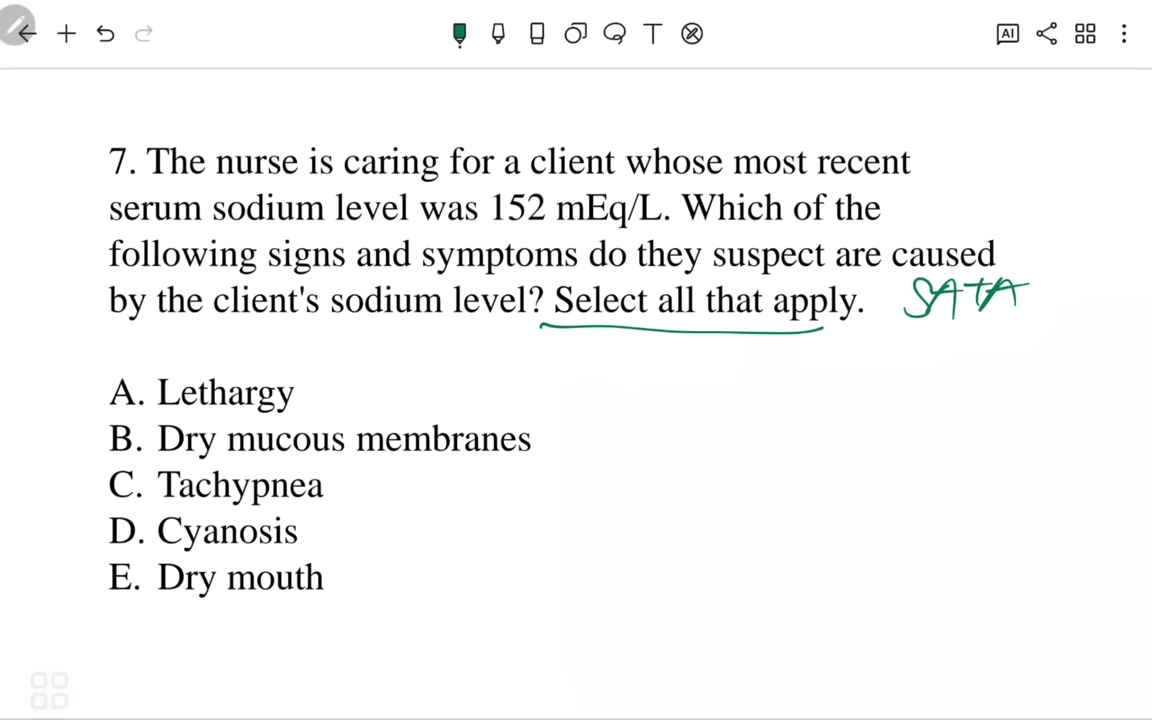 T
AI
7. The nurse is caring for a client whose most recent
serum sodium level was 152 mEq/L. Which of the
following signs and symptoms do they suspect are caused
by the client's sodium level? Select all that apply. SATA
A. Lethargy
B. Dry mucous membranes
C. Tachypnea
D. Cyanosis
E. Dry mouth